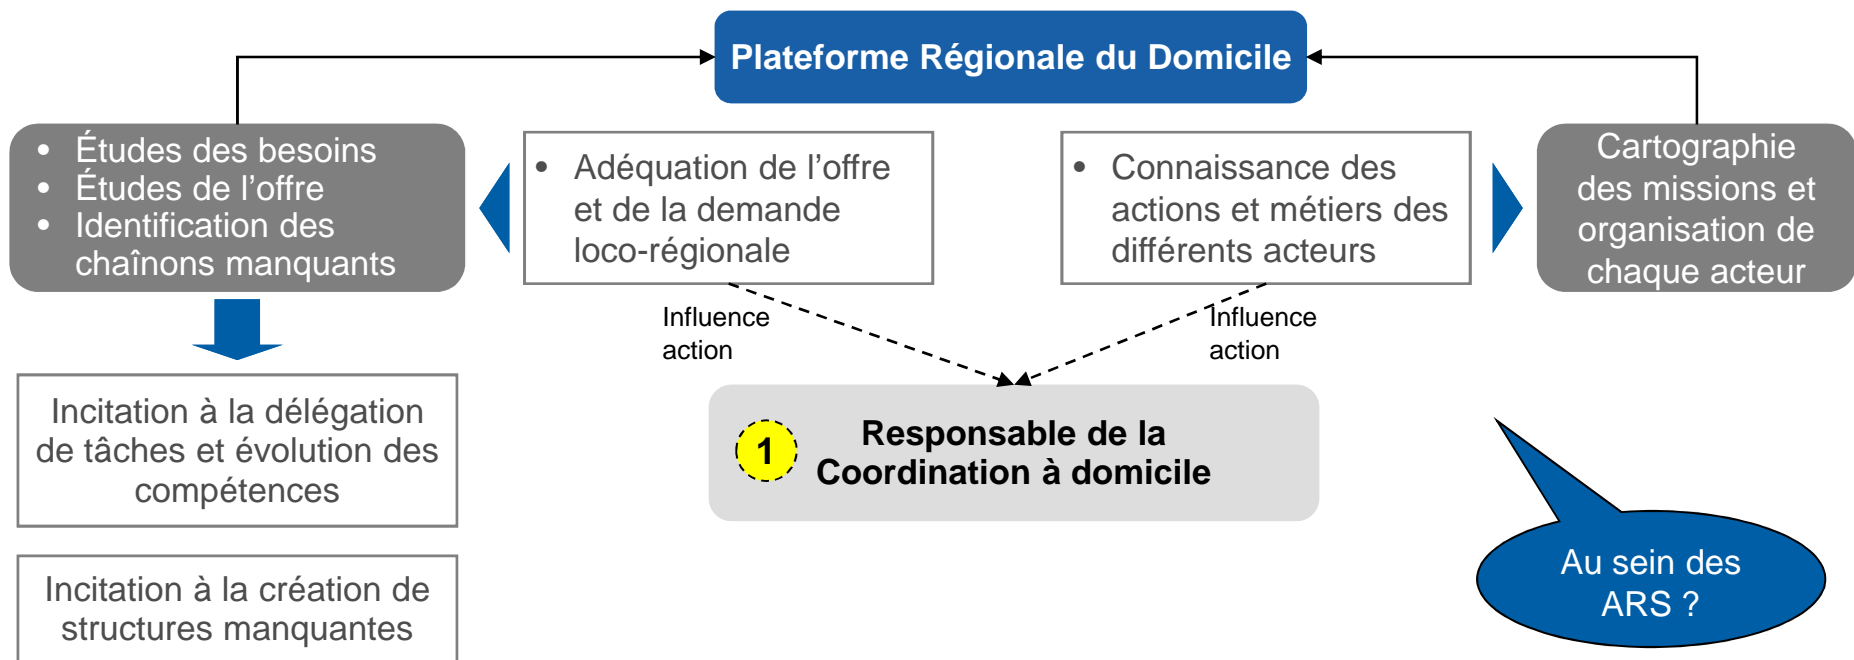 Plateforme Régionale du Domicile
• Études des besoins
• Études de l’offre
• Identification des
chaînons manquants
• Adéquation de l’offre
et de la demande
loco-régionale
• Connaissance des
actions et métiers des
différents acteurs
Cartographie
des missions et
organisation de
chaque acteur
Influence
action
Influence
action
Incitation à la délégation
de tâches et évolution des
compétences
1
Responsable de la
Coordination à domicile
Incitation à la création de
structures manquantes
Au sein des
ARS ?